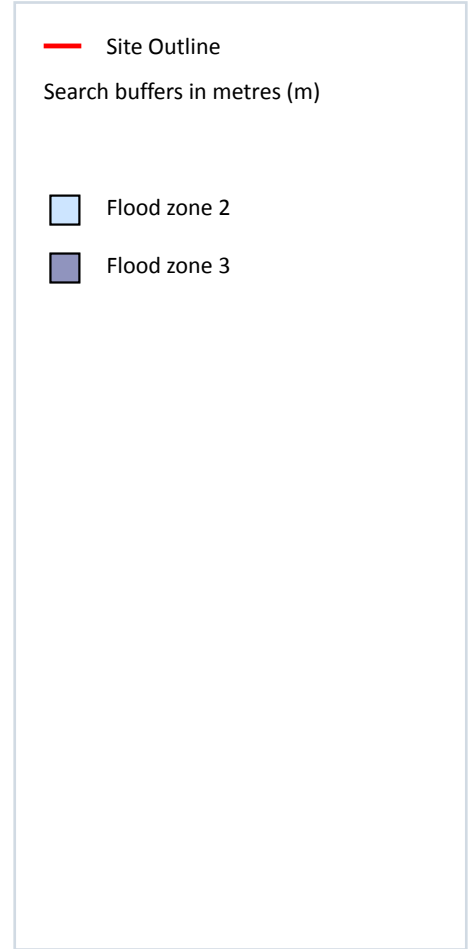 Site Outline
Search buffers in metres (m)
Flood zone 2
Flood zone 3